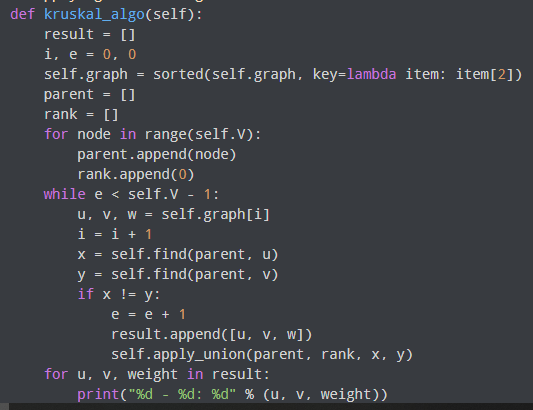 def kruskal_algo(self):
    result = []
    i, e = 0, 0
    self.graph = sorted(self.graph, key=lambda item: item[2])
    parent = []
    rank = []
    for node in range(self.V):
        parent.append(node)
        rank.append(0)
    while e < self.V - 1:
        u, v, w = self.graph[i]
        i = i + 1
        x = self.find(parent, u)
        y = self.find(parent, v)
        if x != y:
            e = e + 1
            result.append([u, v, w])
            self.apply_union(parent, rank, x, y)
    for u, v, weight in result:
        print("%d - %d: %d" % (u, v, weight))